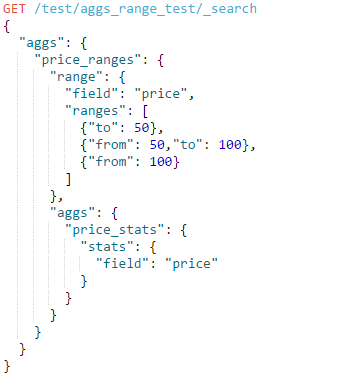 GET /test/aggs_range_test/_search
{
  "aggs": {
    "price_ranges": {
      "range": {
        "field": "price",
        "ranges": [
          {"to": 50},
          {"from": 50,"to": 100},
          {"from": 100}
        ]
      },
      "aggs": {
        "price_stats": {
          "stats": {
            "field": "price"
          }
        }
      }
    }
  }
}